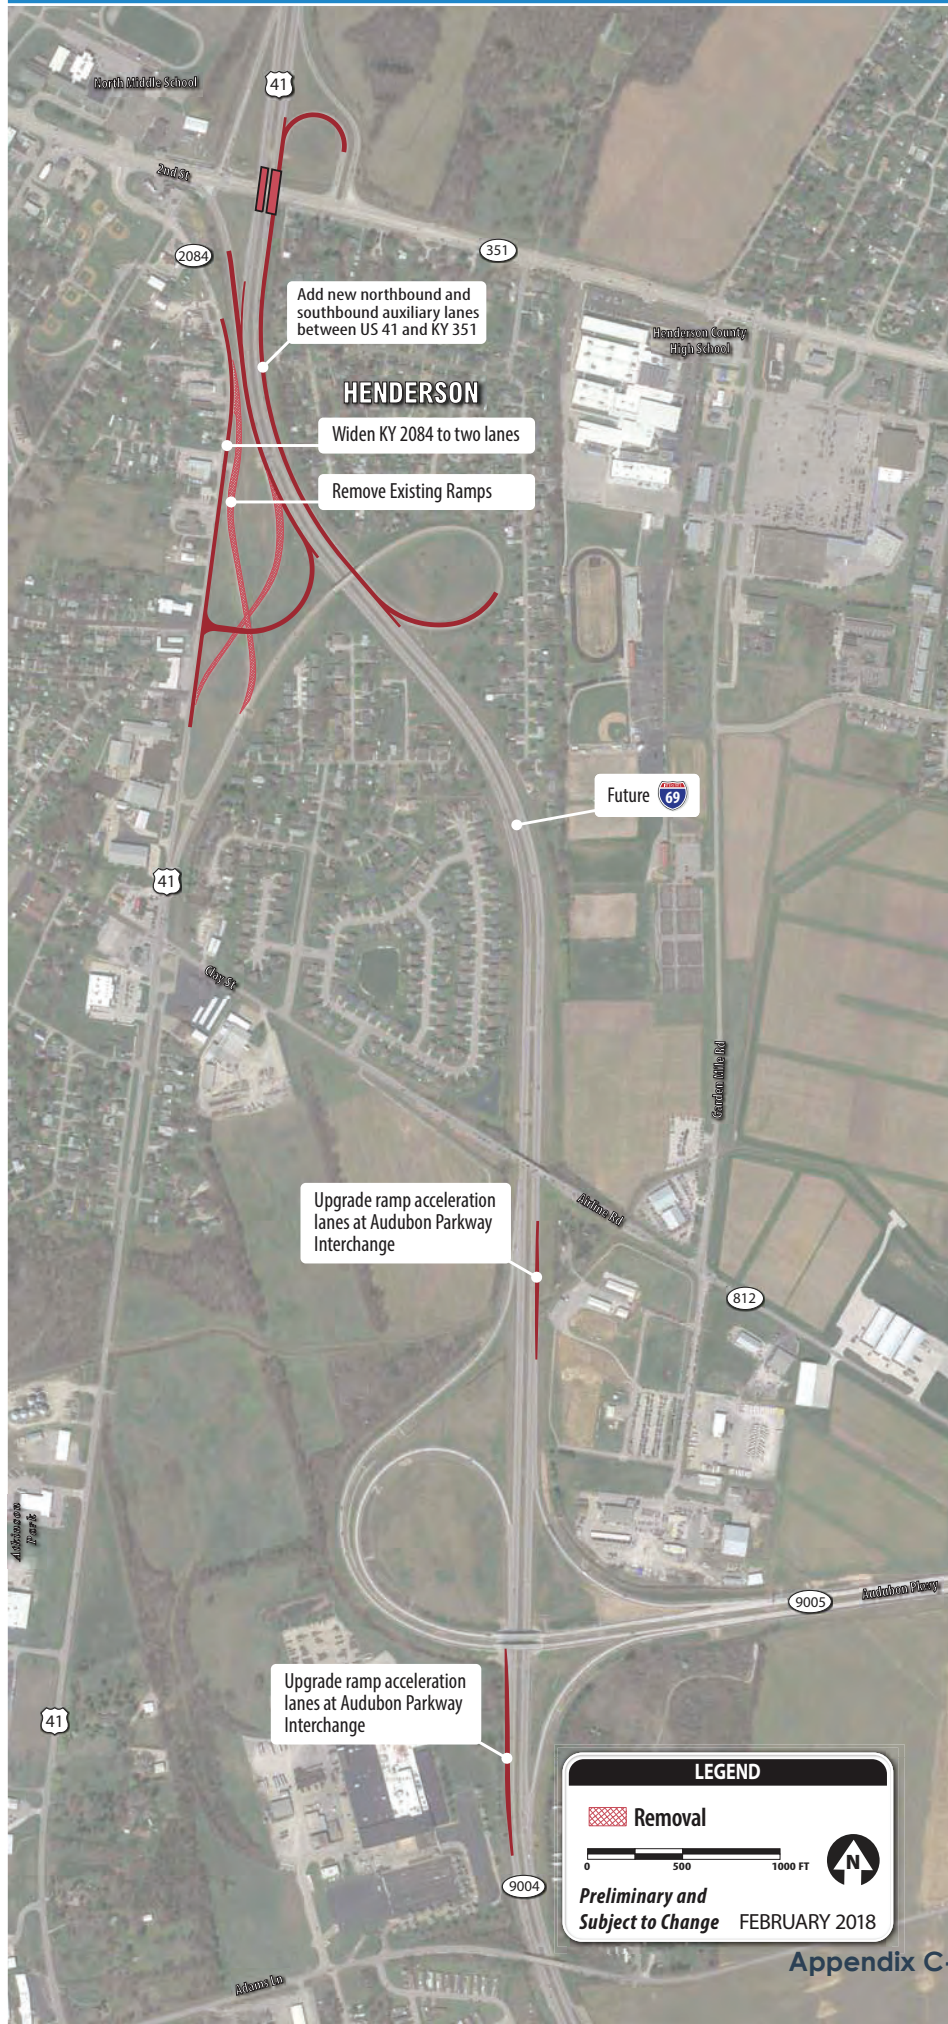 North Middle School
41
2nd St
2084
351
Add new northbound and
southbound auxiliary lanes
between US 41 and KY 351
Henderson County
High School
HENDERSON
Widen KY 2084 to two lanes
Remove Existing Ramps
Future 69
41
Clay St
Garden Mile Rd
Upgrade ramp acceleration
lanes at Audubon Parkway
Interchange
Airline Rd
812
Atkinson
Park
9005
Audubon Pkwy
Upgrade ramp acceleration
lanes at Audubon Parkway
Interchange
41
LEGEND
Removal
0 500 1000 FT
N
Preliminary and
Subject to Change FEBRUARY 2018
9004
Appendix C-
Adams Ln